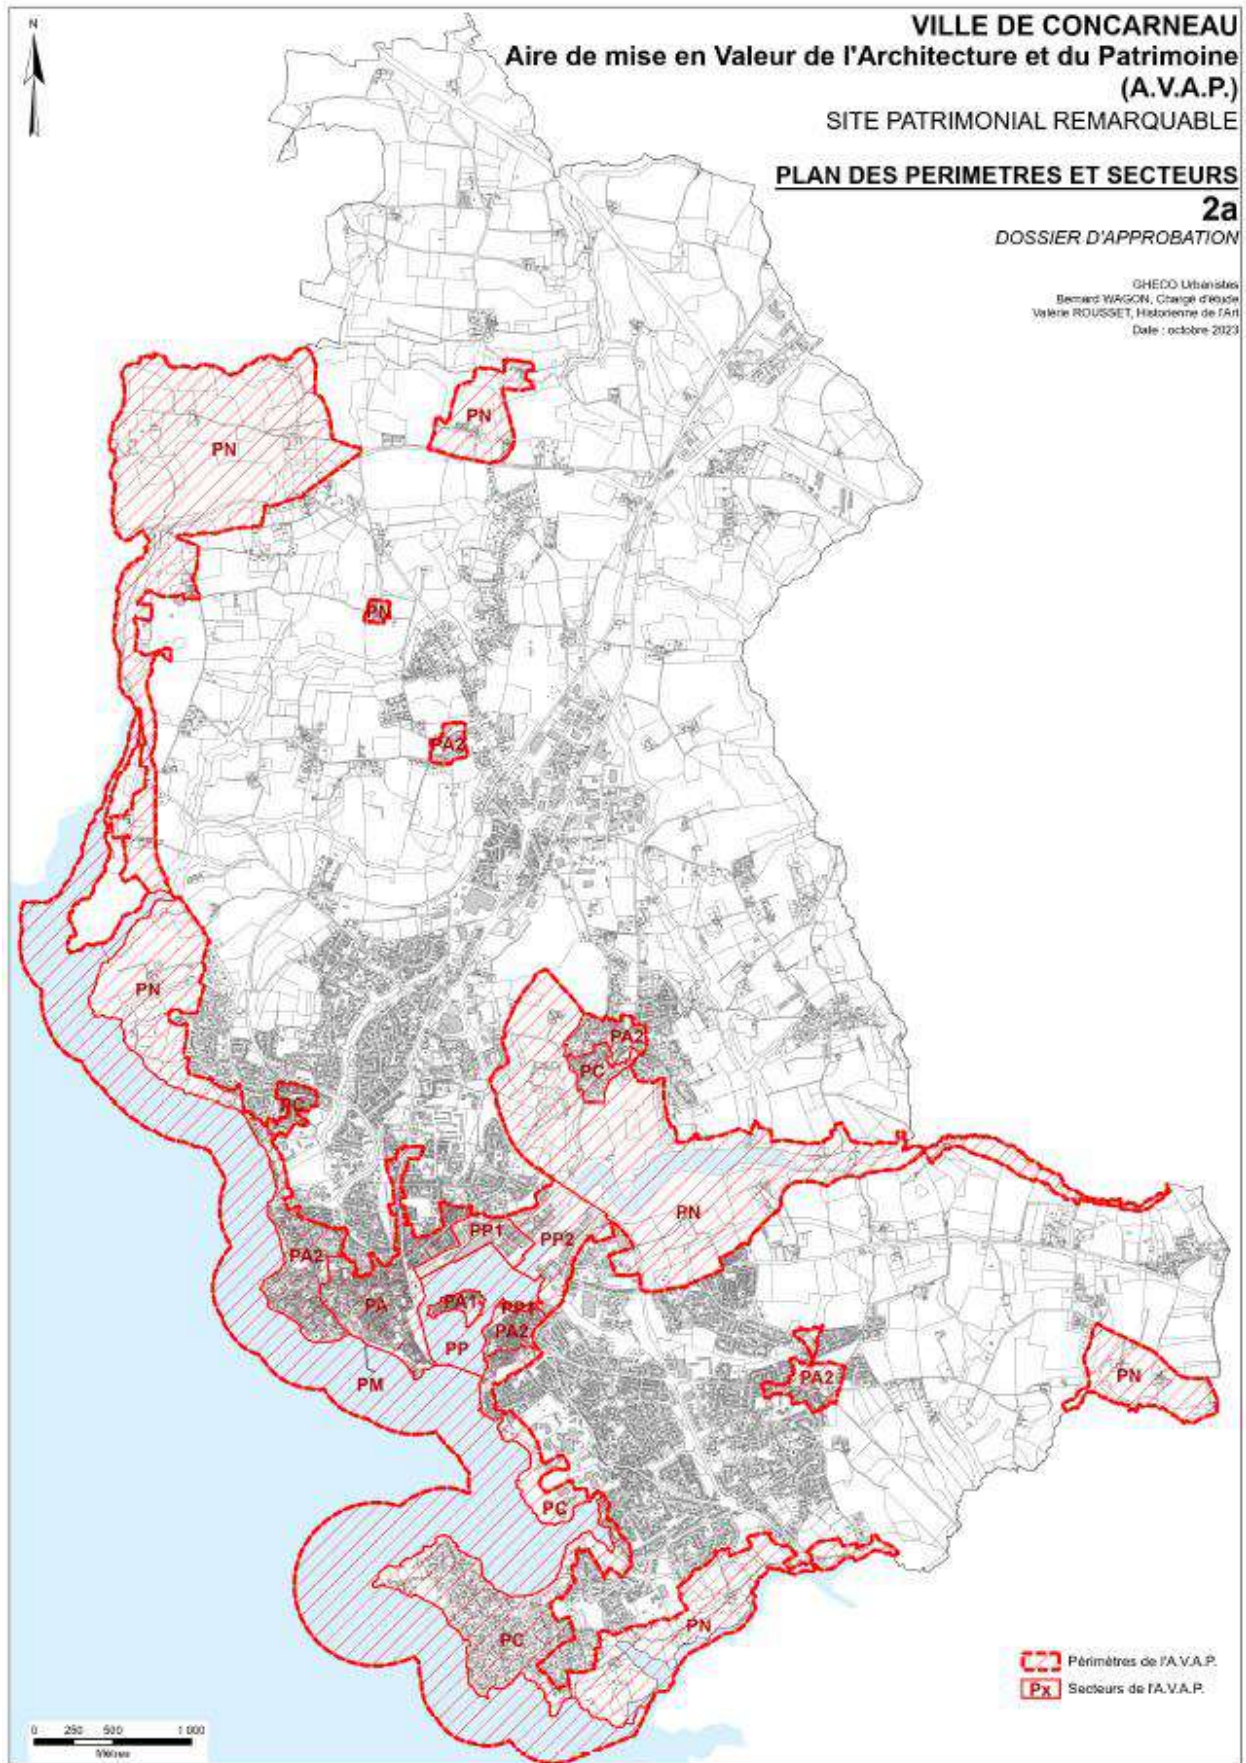 N
VILLE DE CONCARNEAU
Aire de mise en Valeur de l'Architecture et du Patrimoine
(A.V.A.P.)
SITE PATRIMONIAL REMARQUABLE
PLAN DES PERIMETRES ET SECTEURS
2a
DOSSIER D'APPROBATION
GHECO Urbanistes
Bernard WAGON, Chargé d'étude
Valérie ROUSSET, Historienne de l'Art
Date : octobre 2023
PN
PN
PN
PA2
PN
PA2
PC
PC
PN
PP1
PP2
PA2
PA
PA1
PP1
PA2
PP
PM
PA2
PN
PC
PC
PN
Périmètres de l'A.V.A.P.
Px Secteurs de l'A.V.A.P.
0 250 500 1 000
Mètres